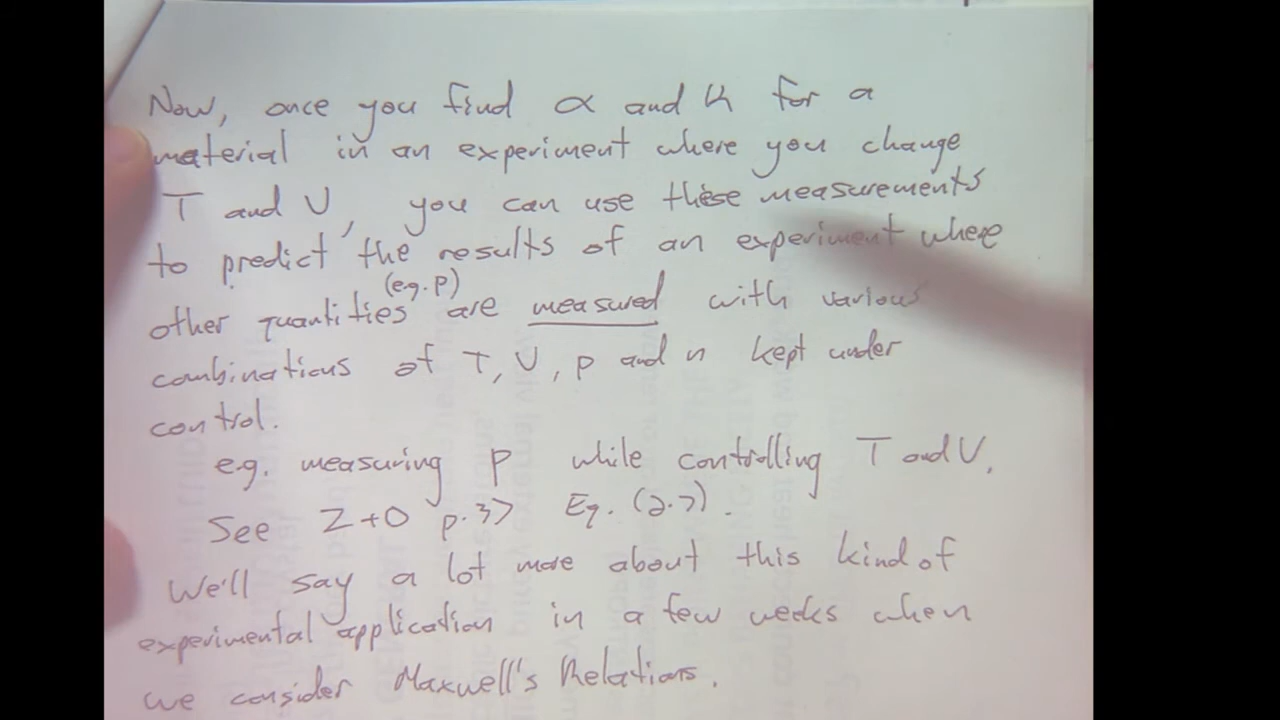 Now, once you find α and κ for a
material in an experiment where you change
T and V, you can use these measurements
to predict the results of an experiment where
(eg. p)
other quantities are measured with various
combinations of T, V, p and n kept under
control.
e.g. measuring p while controlling T and V.
See Z+O p.37 Eq. (2.7).
We'll say a lot more about this kind of
experimental application in a few weeks when
we consider Maxwell's Relations.